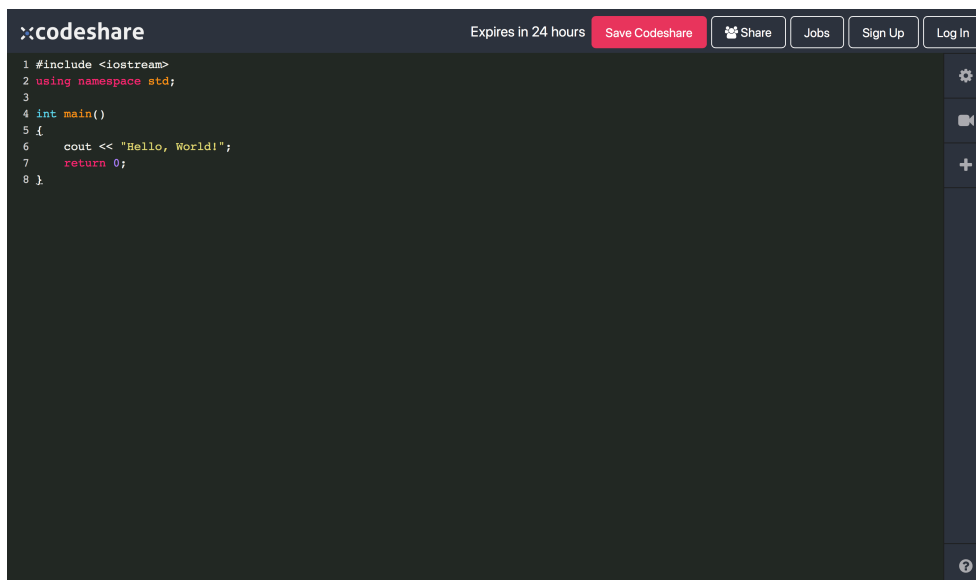 codeshare Expires in 24 hours Save Codeshare Share Jobs Sign Up Log In
1 #include <iostream>
2 using namespace std;
3
4 int main()
5 {
6     cout << "Hello, World!";
7     return 0;
8 }